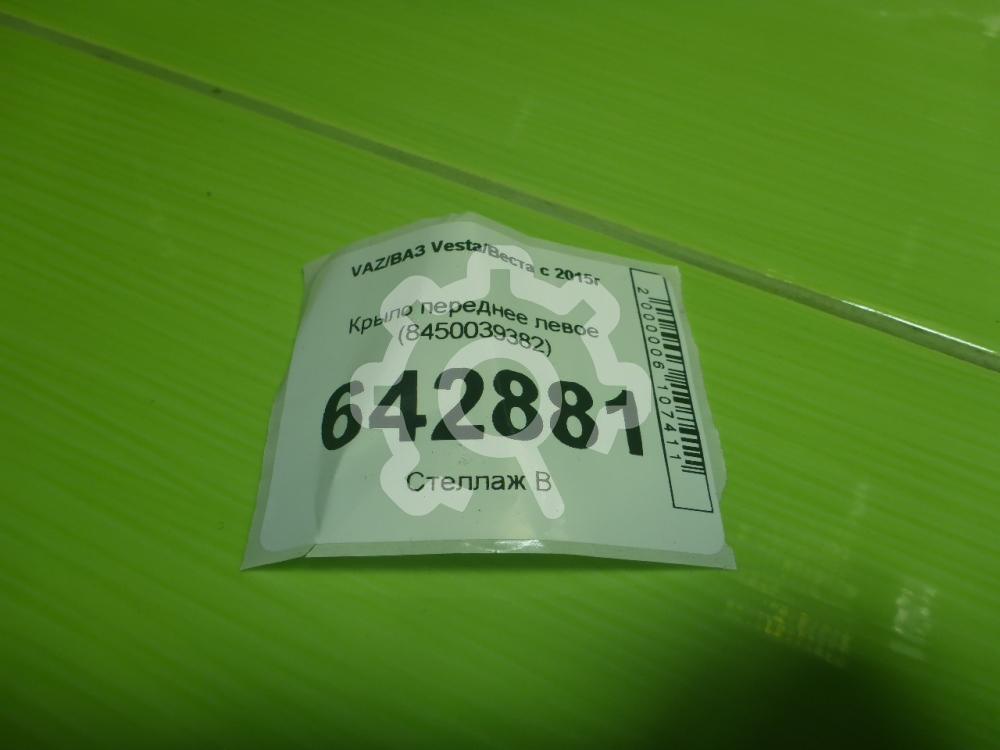 VAZ/ВАЗ Vesta/Веста с 2015г
Крыло переднее левое
(8450039382)
642881
Стеллаж В
2000006107411